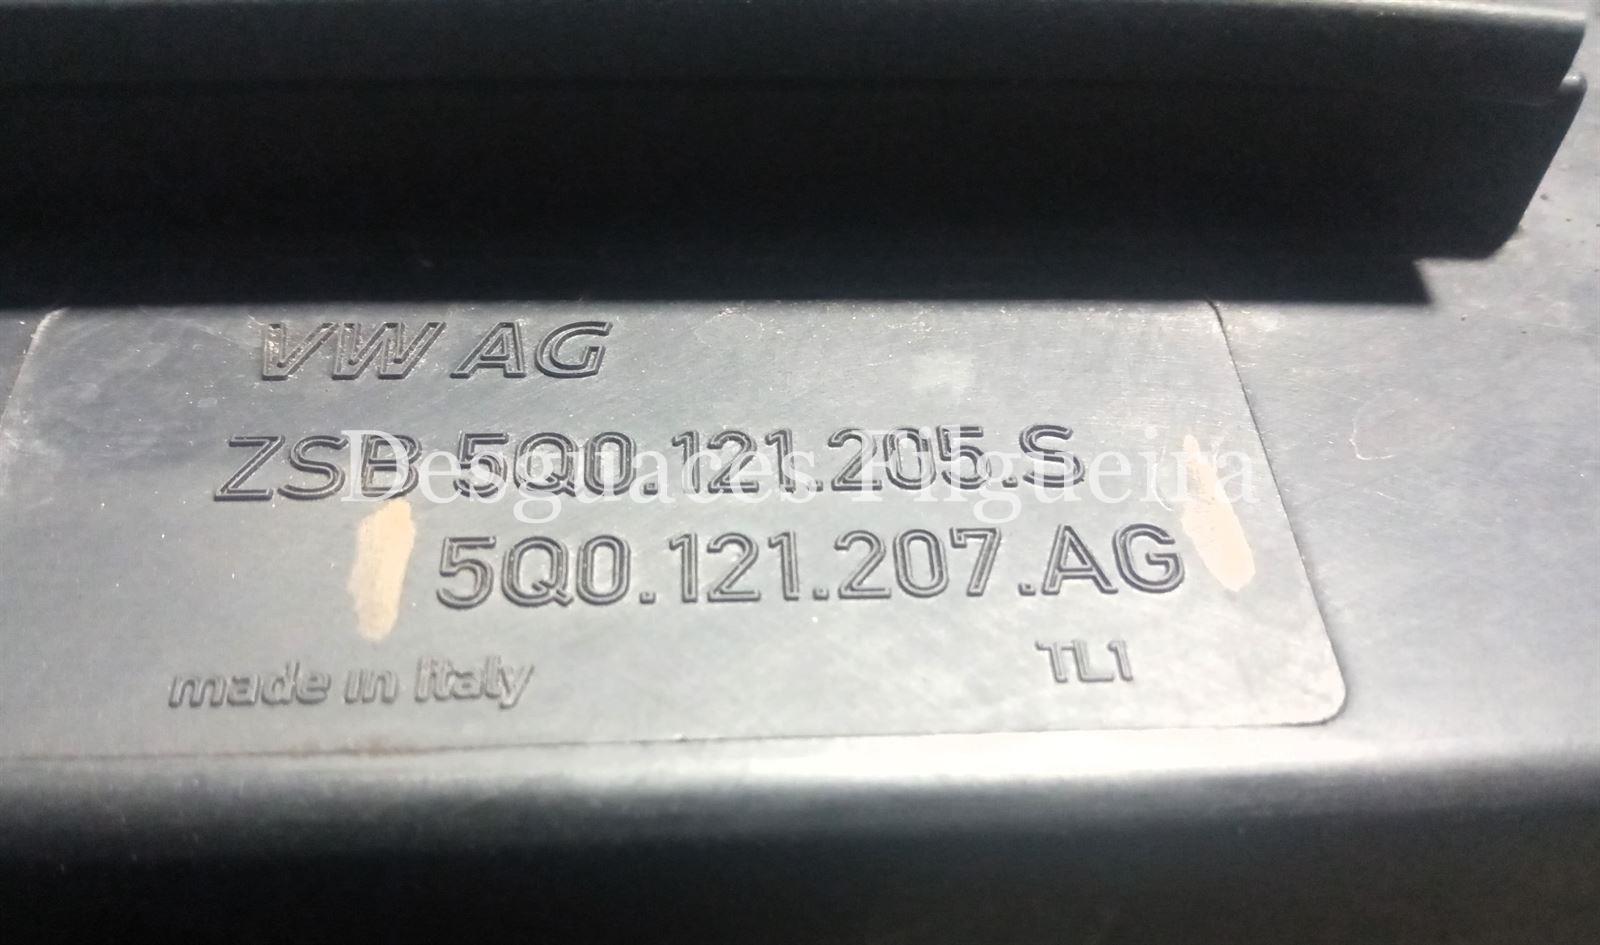 VW AG
ZSB 5Q0.121.205.S
Desguaces Figueira
5Q0.121.207.AG
made in Italy
TL1